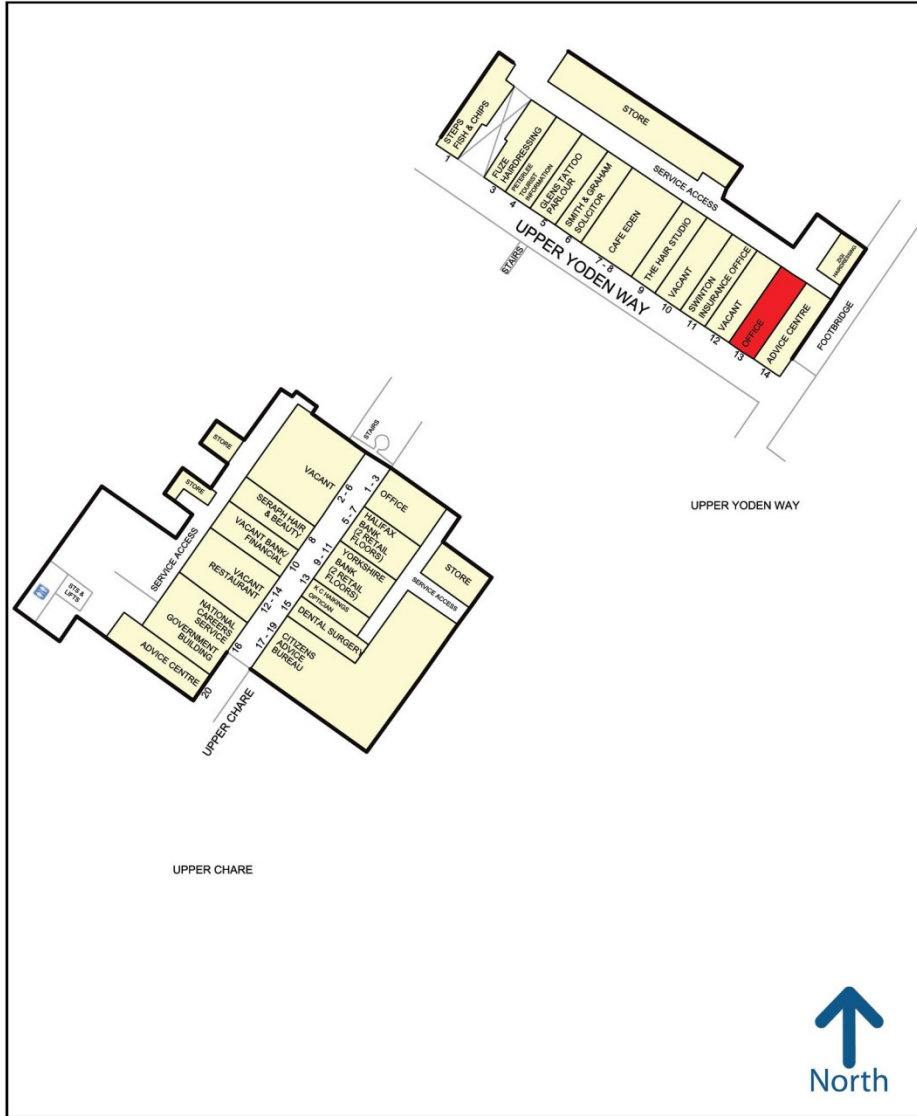 STORE
STEPS
FISH & CHIPS
1
FUZE
HAIRDRESSING
3
PETERLEE
TOURIST
INFORMATION
4
GLENS TATTOO
PARLOUR
5
SMITH & GRAHAM
SOLICITOR
6
CAFE EDEN
7 - 8
THE HAIR STUDIO
9
VACANT
10
SWINTON
INSURANCE OFFICE
11
VACANT
12
OFFICE
13
ADVICE CENTRE
14
SERVICE ACCESS
HAIRDRESSING
FOOTBRIDGE
UPPER YODEN WAY
STAIRS
UPPER YODEN WAY
STAIRS
STORE
STORE
SERVICE ACCESS
VACANT
2 - 6
SERAPH HAIR
& BEAUTY
8
VACANT BANK/
FINANCIAL
10
VACANT
RESTAURANT
12 - 14
NATIONAL
CAREERS
SERVICE
GOVERNMENT
BUILDING
16
ADVICE CENTRE
20
STS &
LIFTS
1 - 3
OFFICE
5 - 7
HALIFAX
BANK
(2 RETAIL
FLOORS)
9 - 11
YORKSHIRE
BANK
(2 RETAIL
FLOORS)
13
OPTICIAN
15
DENTAL SURGERY
17 - 19
CITIZENS
ADVICE
BUREAU
STORE
SERVICE ACCESS
UPPER CHARE
UPPER CHARE
North